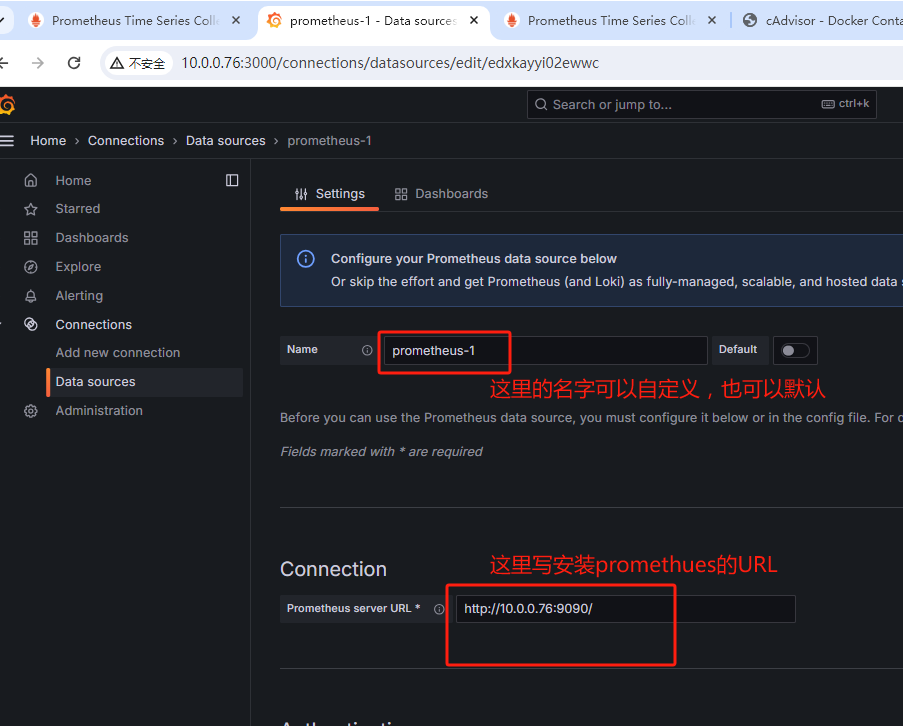 Prometheus Time Series Colle
prometheus-1 - Data sources
Prometheus Time Series Colle
cAdvisor - Docker Conta
不安全
10.0.0.76:3000/connections/datasources/edit/edxkayyi02ewwc
Search or jump to...
ctrl+k
Home › Connections › Data sources › prometheus-1
Home
Starred
Dashboards
Explore
Alerting
Connections
Add new connection
Data sources
Administration
Settings
Dashboards
Configure your Prometheus data source below
Or skip the effort and get Prometheus (and Loki) as fully-managed, scalable, and hosted data
Name
prometheus-1
Default
这里的名字可以自定义，也可以默认
Before you can use the Prometheus data source, you must configure it below or in the config file. For
Fields marked with * are required
这里写安装promethues的URL
Connection
Prometheus server URL *
http://10.0.0.76:9090/